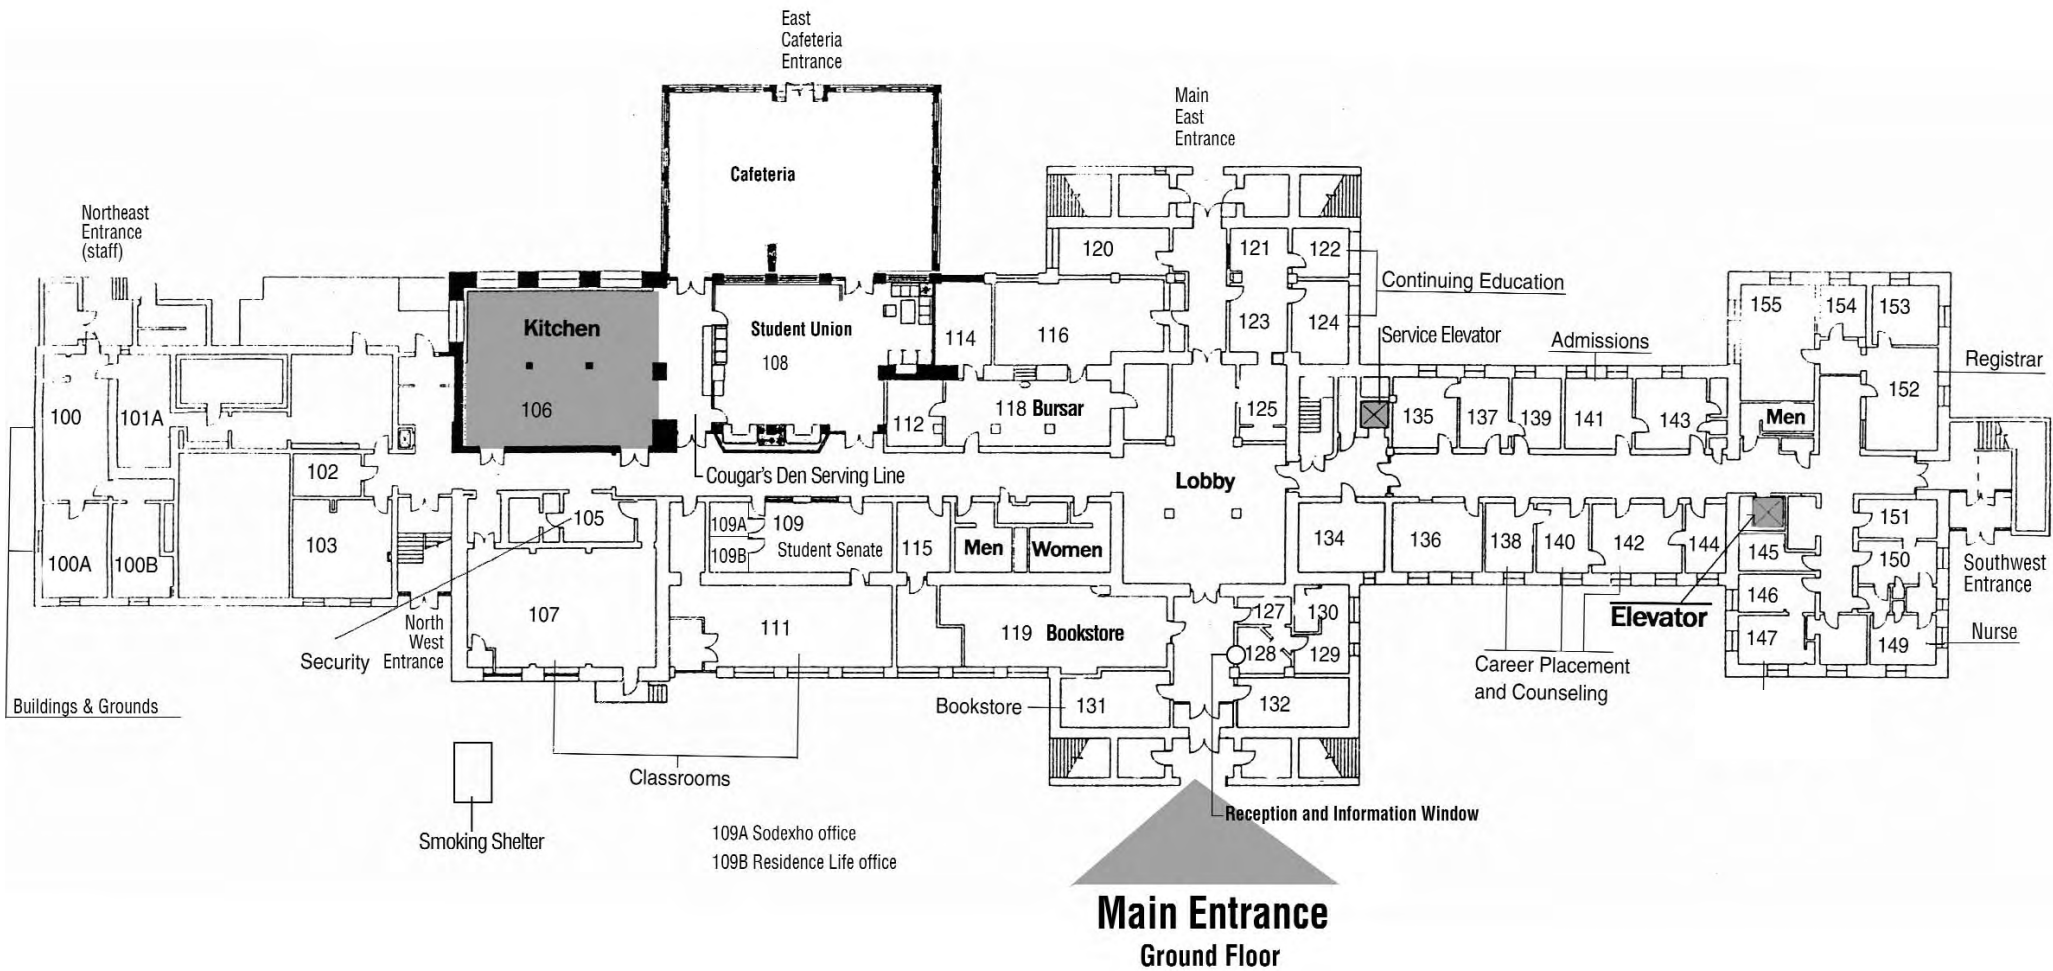 East
Cafeteria
Entrance
Main
East
Entrance
Cafeteria
Northeast
Entrance
(staff)
120
121
122
Continuing Education
155
154
153
Kitchen
Student Union
108
114
116
123
124
Service Elevator
Admissions
Registrar
152
100
101A
106
112
118 Bursar
125
135
137
139
141
143
Men
102
Cougar's Den Serving Line
Lobby
103
105
109A
109
109B
Student Senate
115
Men
Women
134
136
138
140
142
144
145
151
150
100A
100B
Southwest
Entrance
107
North
West
Entrance
Security
111
119 Bookstore
127
130
128
129
146
Elevator
147
149
Nurse
Career Placement
and Counseling
Buildings & Grounds
Bookstore
131
132
Classrooms
Smoking Shelter
Reception and Information Window
109A Sodexho office
109B Residence Life office
Main Entrance
Ground Floor